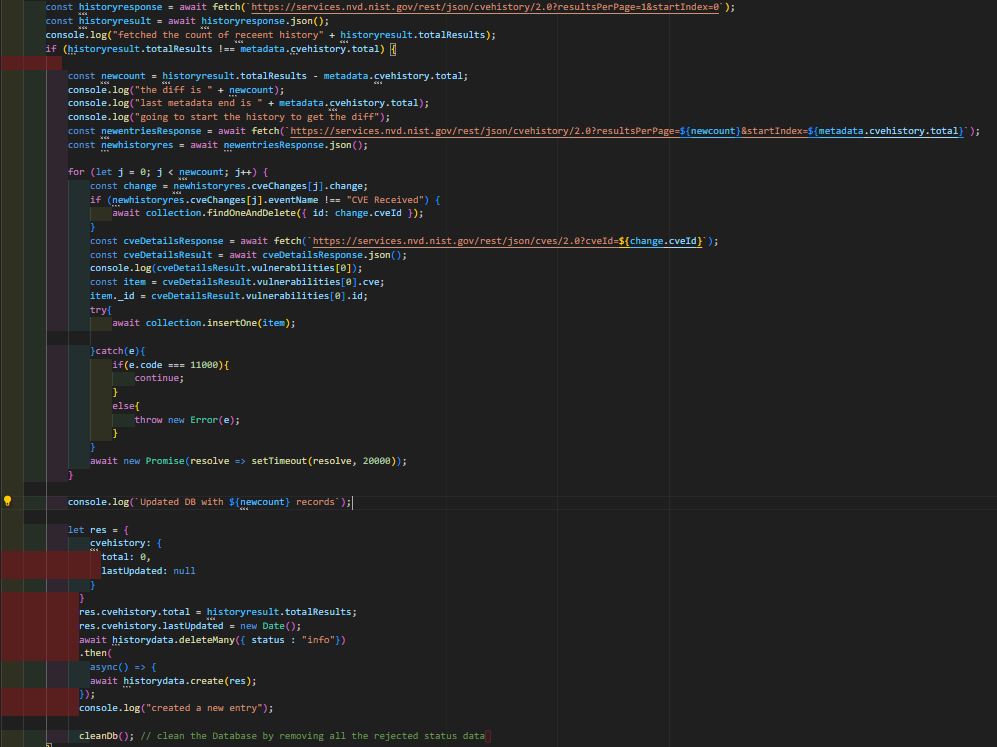 const historyresponse = await fetch(`https://services.nvd.nist.gov/rest/json/cvehistory/2.0?resultsPerPage=1&startIndex=0`);
const historyresult = await historyresponse.json();
console.log("fetched the count of receent history" + historyresult.totalResults);
if (historyresult.totalResults !== metadata.cvehistory.total) {
const newcount = historyresult.totalResults - metadata.cvehistory.total;
console.log("the diff is " + newcount);
console.log("last metadata end is " + metadata.cvehistory.total);
console.log("going to start the history to get the diff");
const newentriesResponse = await fetch(`https://services.nvd.nist.gov/rest/json/cvehistory/2.0?resultsPerPage=${newcount}&startIndex=${metadata.cvehistory.total}`);
const newhistoryres = await newentriesResponse.json();
for (let j = 0; j < newcount; j++) {
const change = newhistoryres.cveChanges[j].change;
if (newhistoryres.cveChanges[j].eventName !== "CVE Received") {
await collection.findOneAndDelete({ id: change.cveId });
}
const cveDetailsResponse = await fetch(`https://services.nvd.nist.gov/rest/json/cves/2.0?cveId=${change.cveId}`);
const cveDetailsResult = await cveDetailsResponse.json();
console.log(cveDetailsResult.vulnerabilities[0]);
const item = cveDetailsResult.vulnerabilities[0].cve;
item._id = cveDetailsResult.vulnerabilities[0].id;
try{
await collection.insertOne(item);
}catch(e){
if(e.code === 11000){
continue;
}
else{
throw new Error(e);
}
}
await new Promise(resolve => setTimeout(resolve, 20000));
}
console.log(`Updated DB with ${newcount} records`);
let res = {
cvehistory: {
total: 0,
lastUpdated: null
}
}
res.cvehistory.total = historyresult.totalResults;
res.cvehistory.lastUpdated = new Date();
await historydata.deleteMany({ status : "info"})
.then(
async() => {
await historydata.create(res);
});
console.log("created a new entry");
cleanDb(); // clean the Database by removing all the rejected status data
}